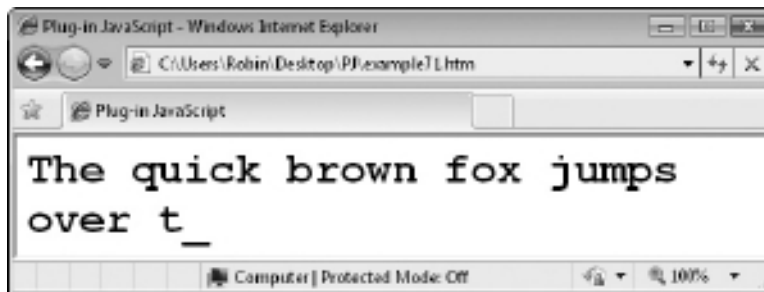 Plug-in JavaScript - Windows Internet Explorer
C:\Users\Robin\Desktop\PJ\example71.htm
Plug-in JavaScript
The quick brown fox jumps
over t_
Computer | Protected Mode: Off 100%